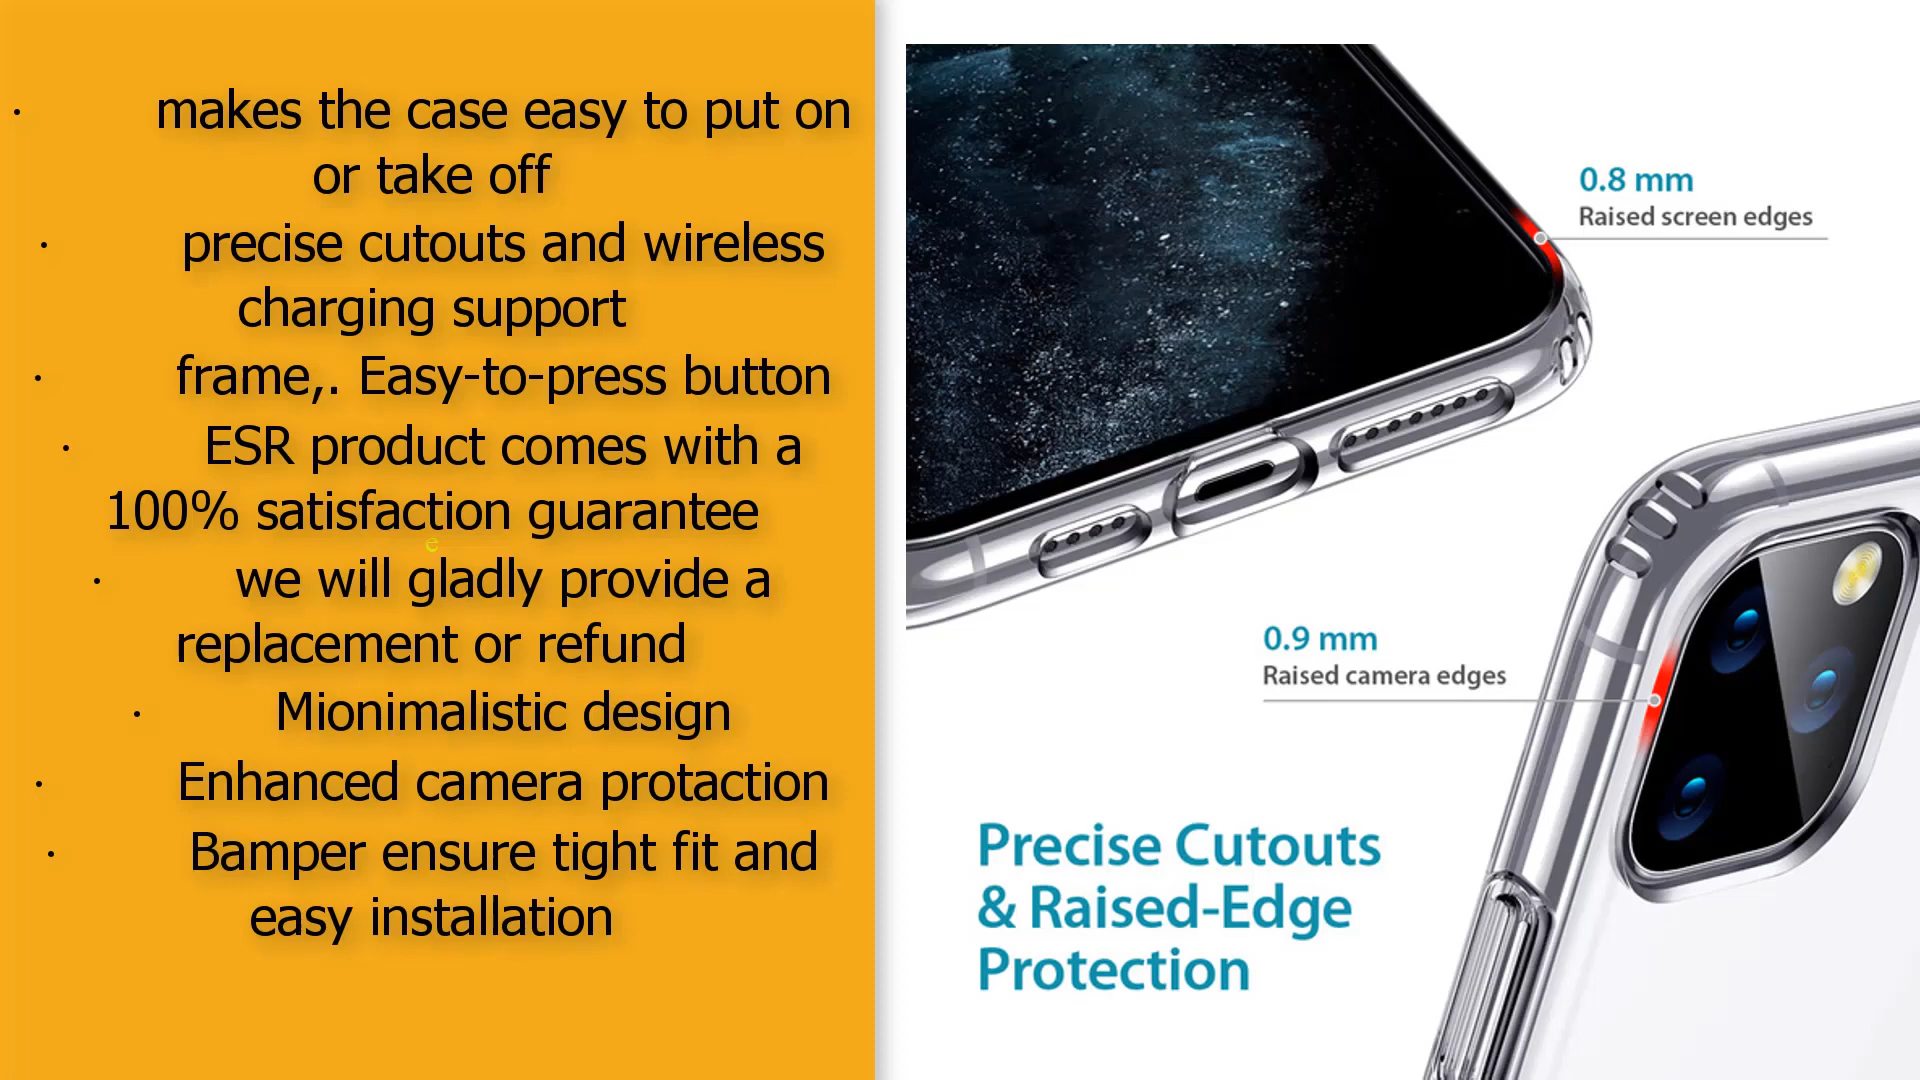 · makes the case easy to put on
or take off
· precise cutouts and wireless
charging support
· frame,. Easy-to-press button
· ESR product comes with a
100% satisfaction guarantee
e
· we will gladly provide a
replacement or refund
· Mionimalistic design
· Enhanced camera protaction
· Bamper ensure tight fit and
easy installation
0.8 mm
Raised screen edges
0.9 mm
Raised camera edges
Precise Cutouts
& Raised-Edge
Protection